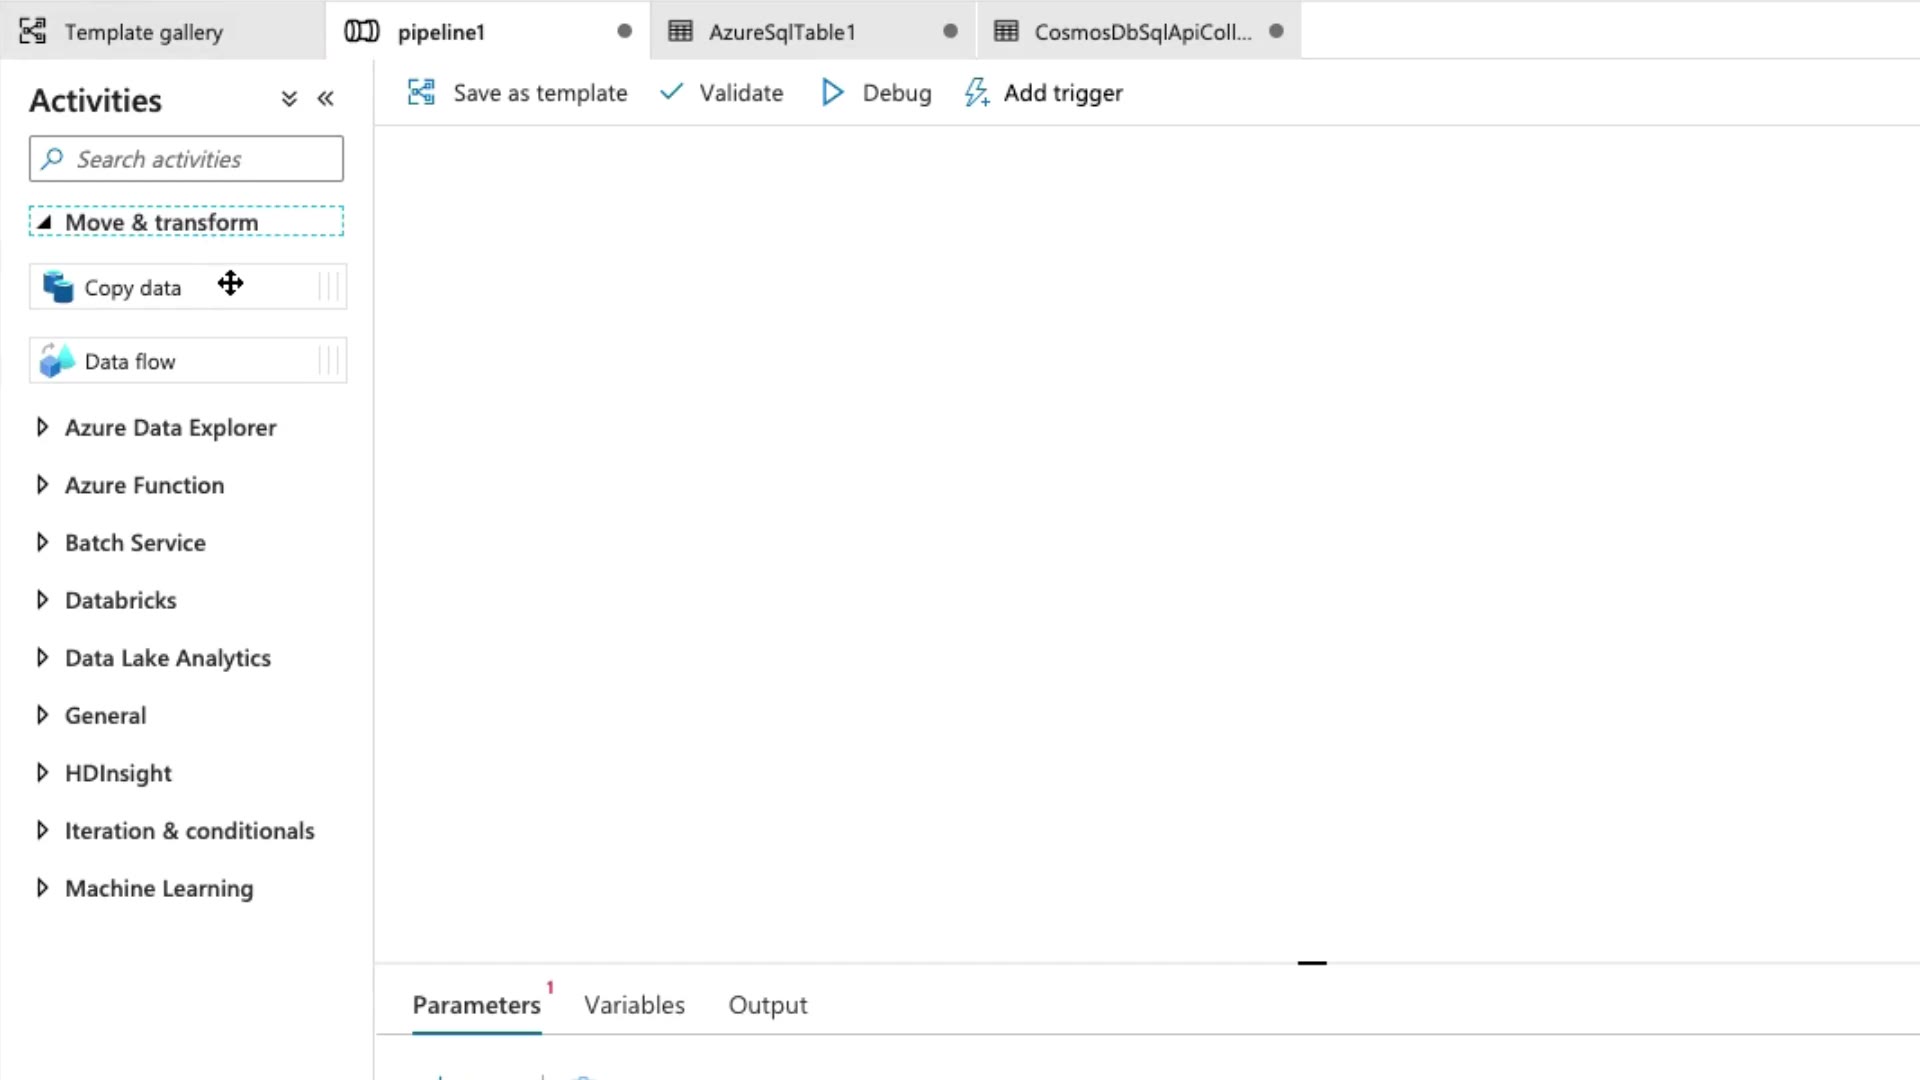 Template gallery
pipeline1
AzureSqlTable1
CosmosDbSqlApiColl...
Activities
Save as template
Validate
Debug
Add trigger
Search activities
Move & transform
Copy data
Data flow
Azure Data Explorer
Azure Function
Batch Service
Databricks
Data Lake Analytics
General
HDInsight
Iteration & conditionals
Machine Learning
Parameters 1
Variables
Output